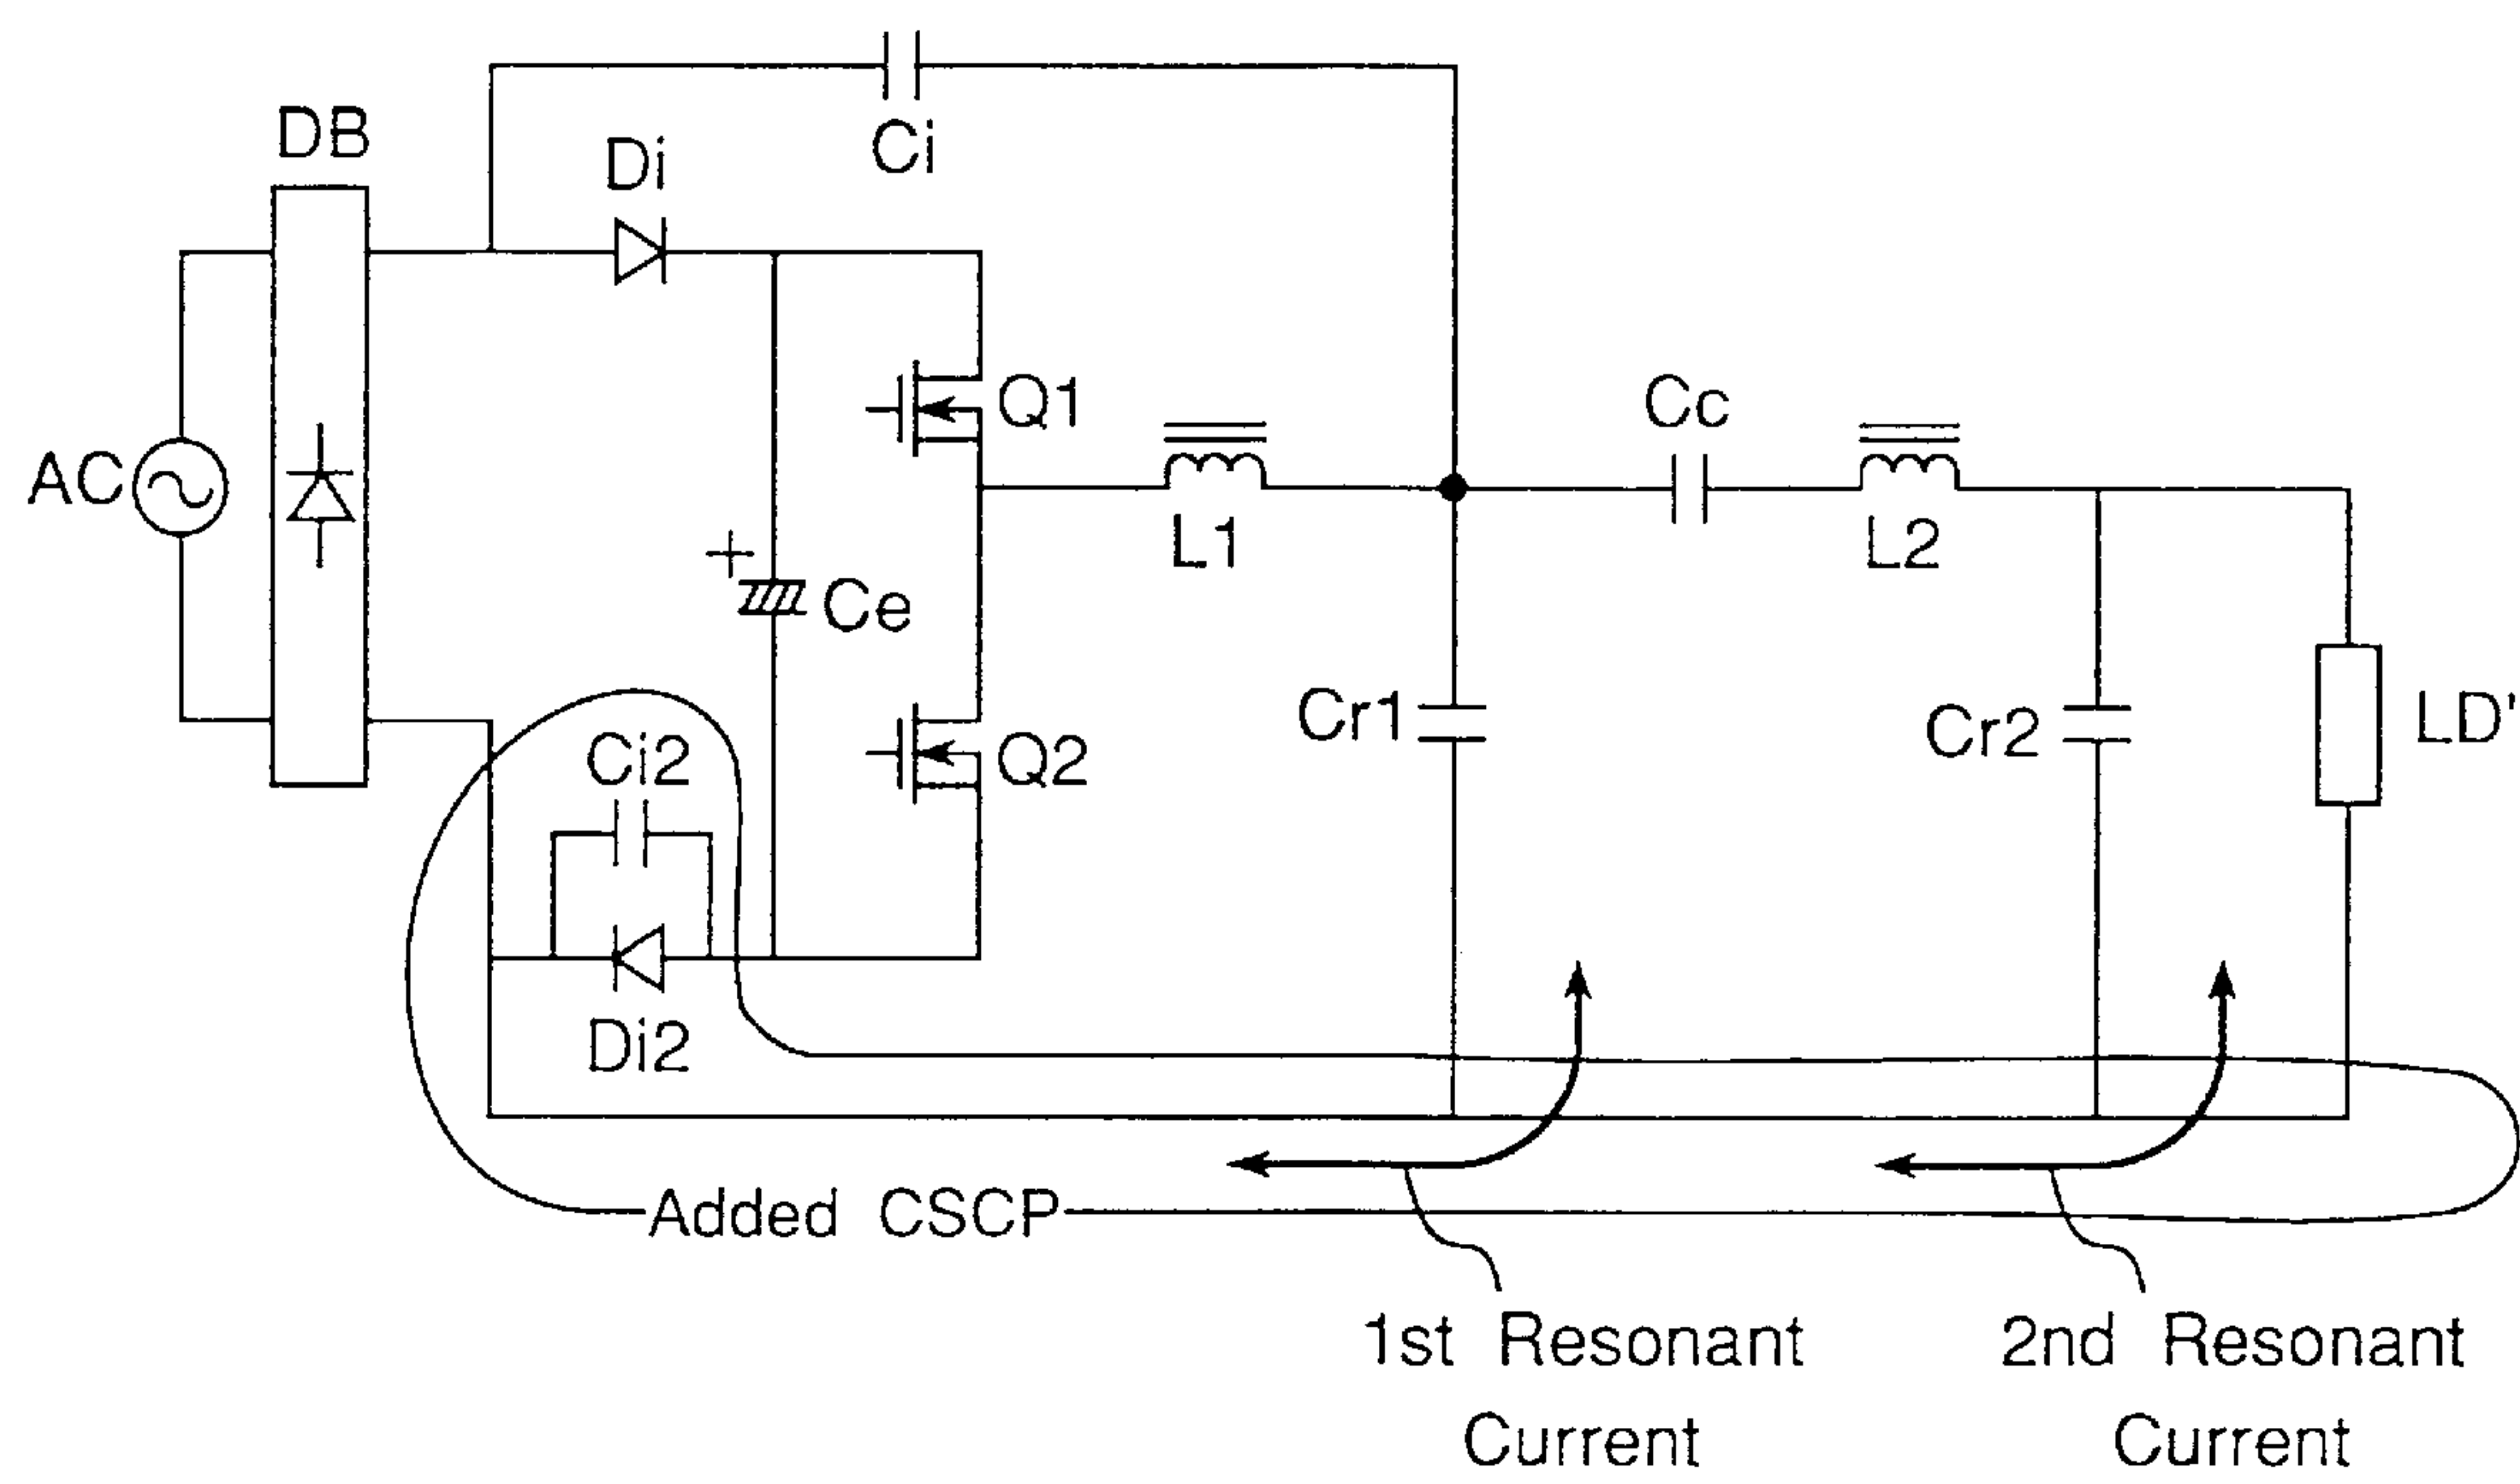 DB
Di
Ci
AC
Q1
Cc
L1
L2
+
Ce
Cr1
Cr2
LD'
Ci2
Q2
Di2
Added CSCP
1st Resonant
Current
2nd Resonant
Current